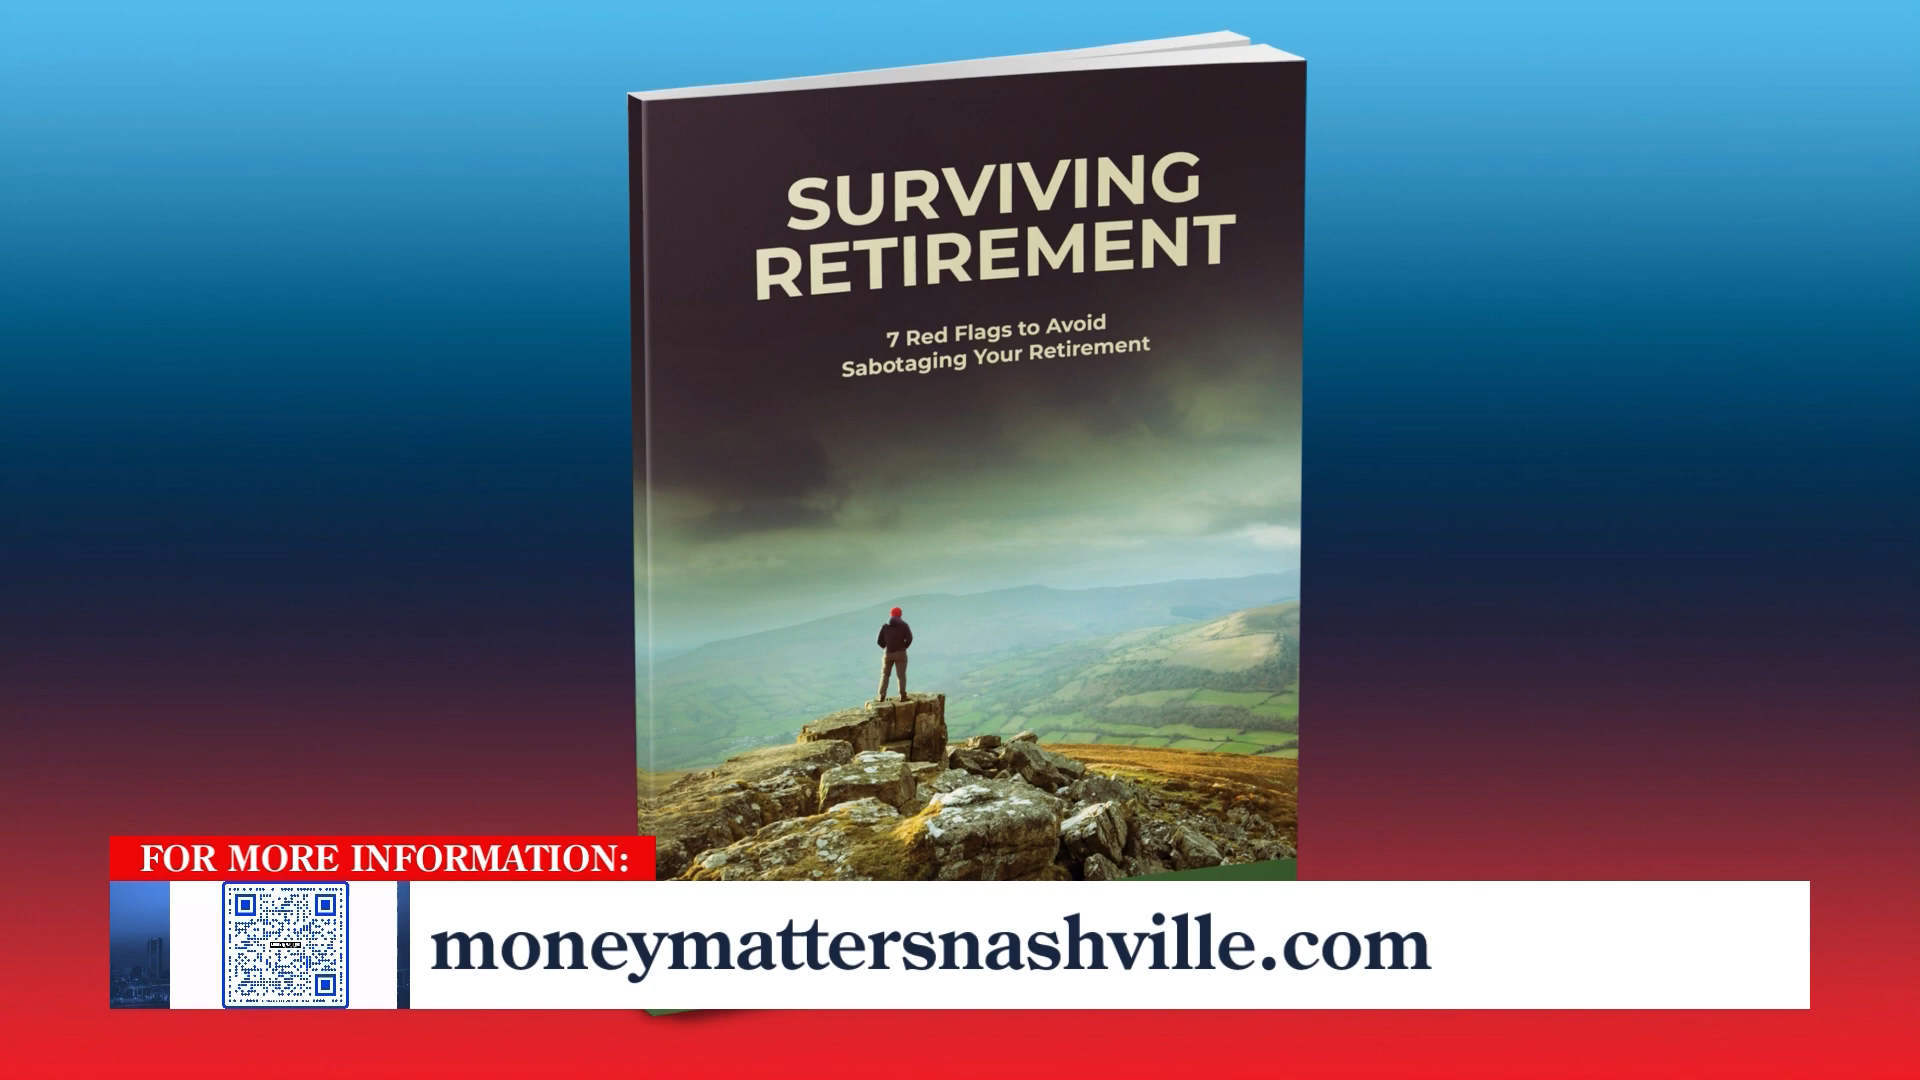 SURVIVING
RETIREMENT
7 Red Flags to Avoid
Sabotaging Your Retirement
FOR MORE INFORMATION:
moneymattersnashville.com